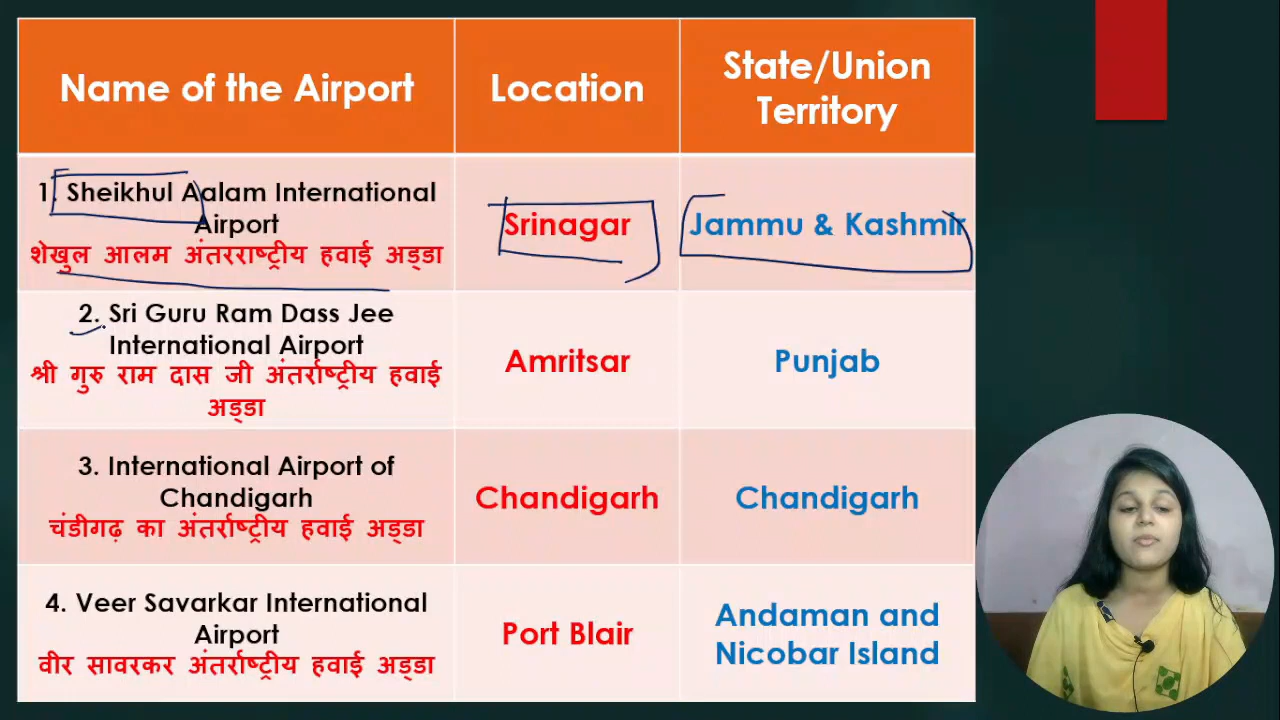 Name of the Airport
Location
State/Union
Territory
1. Sheikhul Aalam International
Airport
शेखुल आलम अंतरराष्ट्रीय हवाई अड्डा
Srinagar
Jammu & Kashmir
2. Sri Guru Ram Dass Jee
International Airport
श्री गुरु राम दास जी अंतर्राष्ट्रीय हवाई
अड्डा
Amritsar
Punjab
3. International Airport of
Chandigarh
चंडीगढ़ का अंतर्राष्ट्रीय हवाई अड्डा
Chandigarh
Chandigarh
4. Veer Savarkar International
Airport
वीर सावरकर अंतर्राष्ट्रीय हवाई अड्डा
Port Blair
Andaman and
Nicobar Island